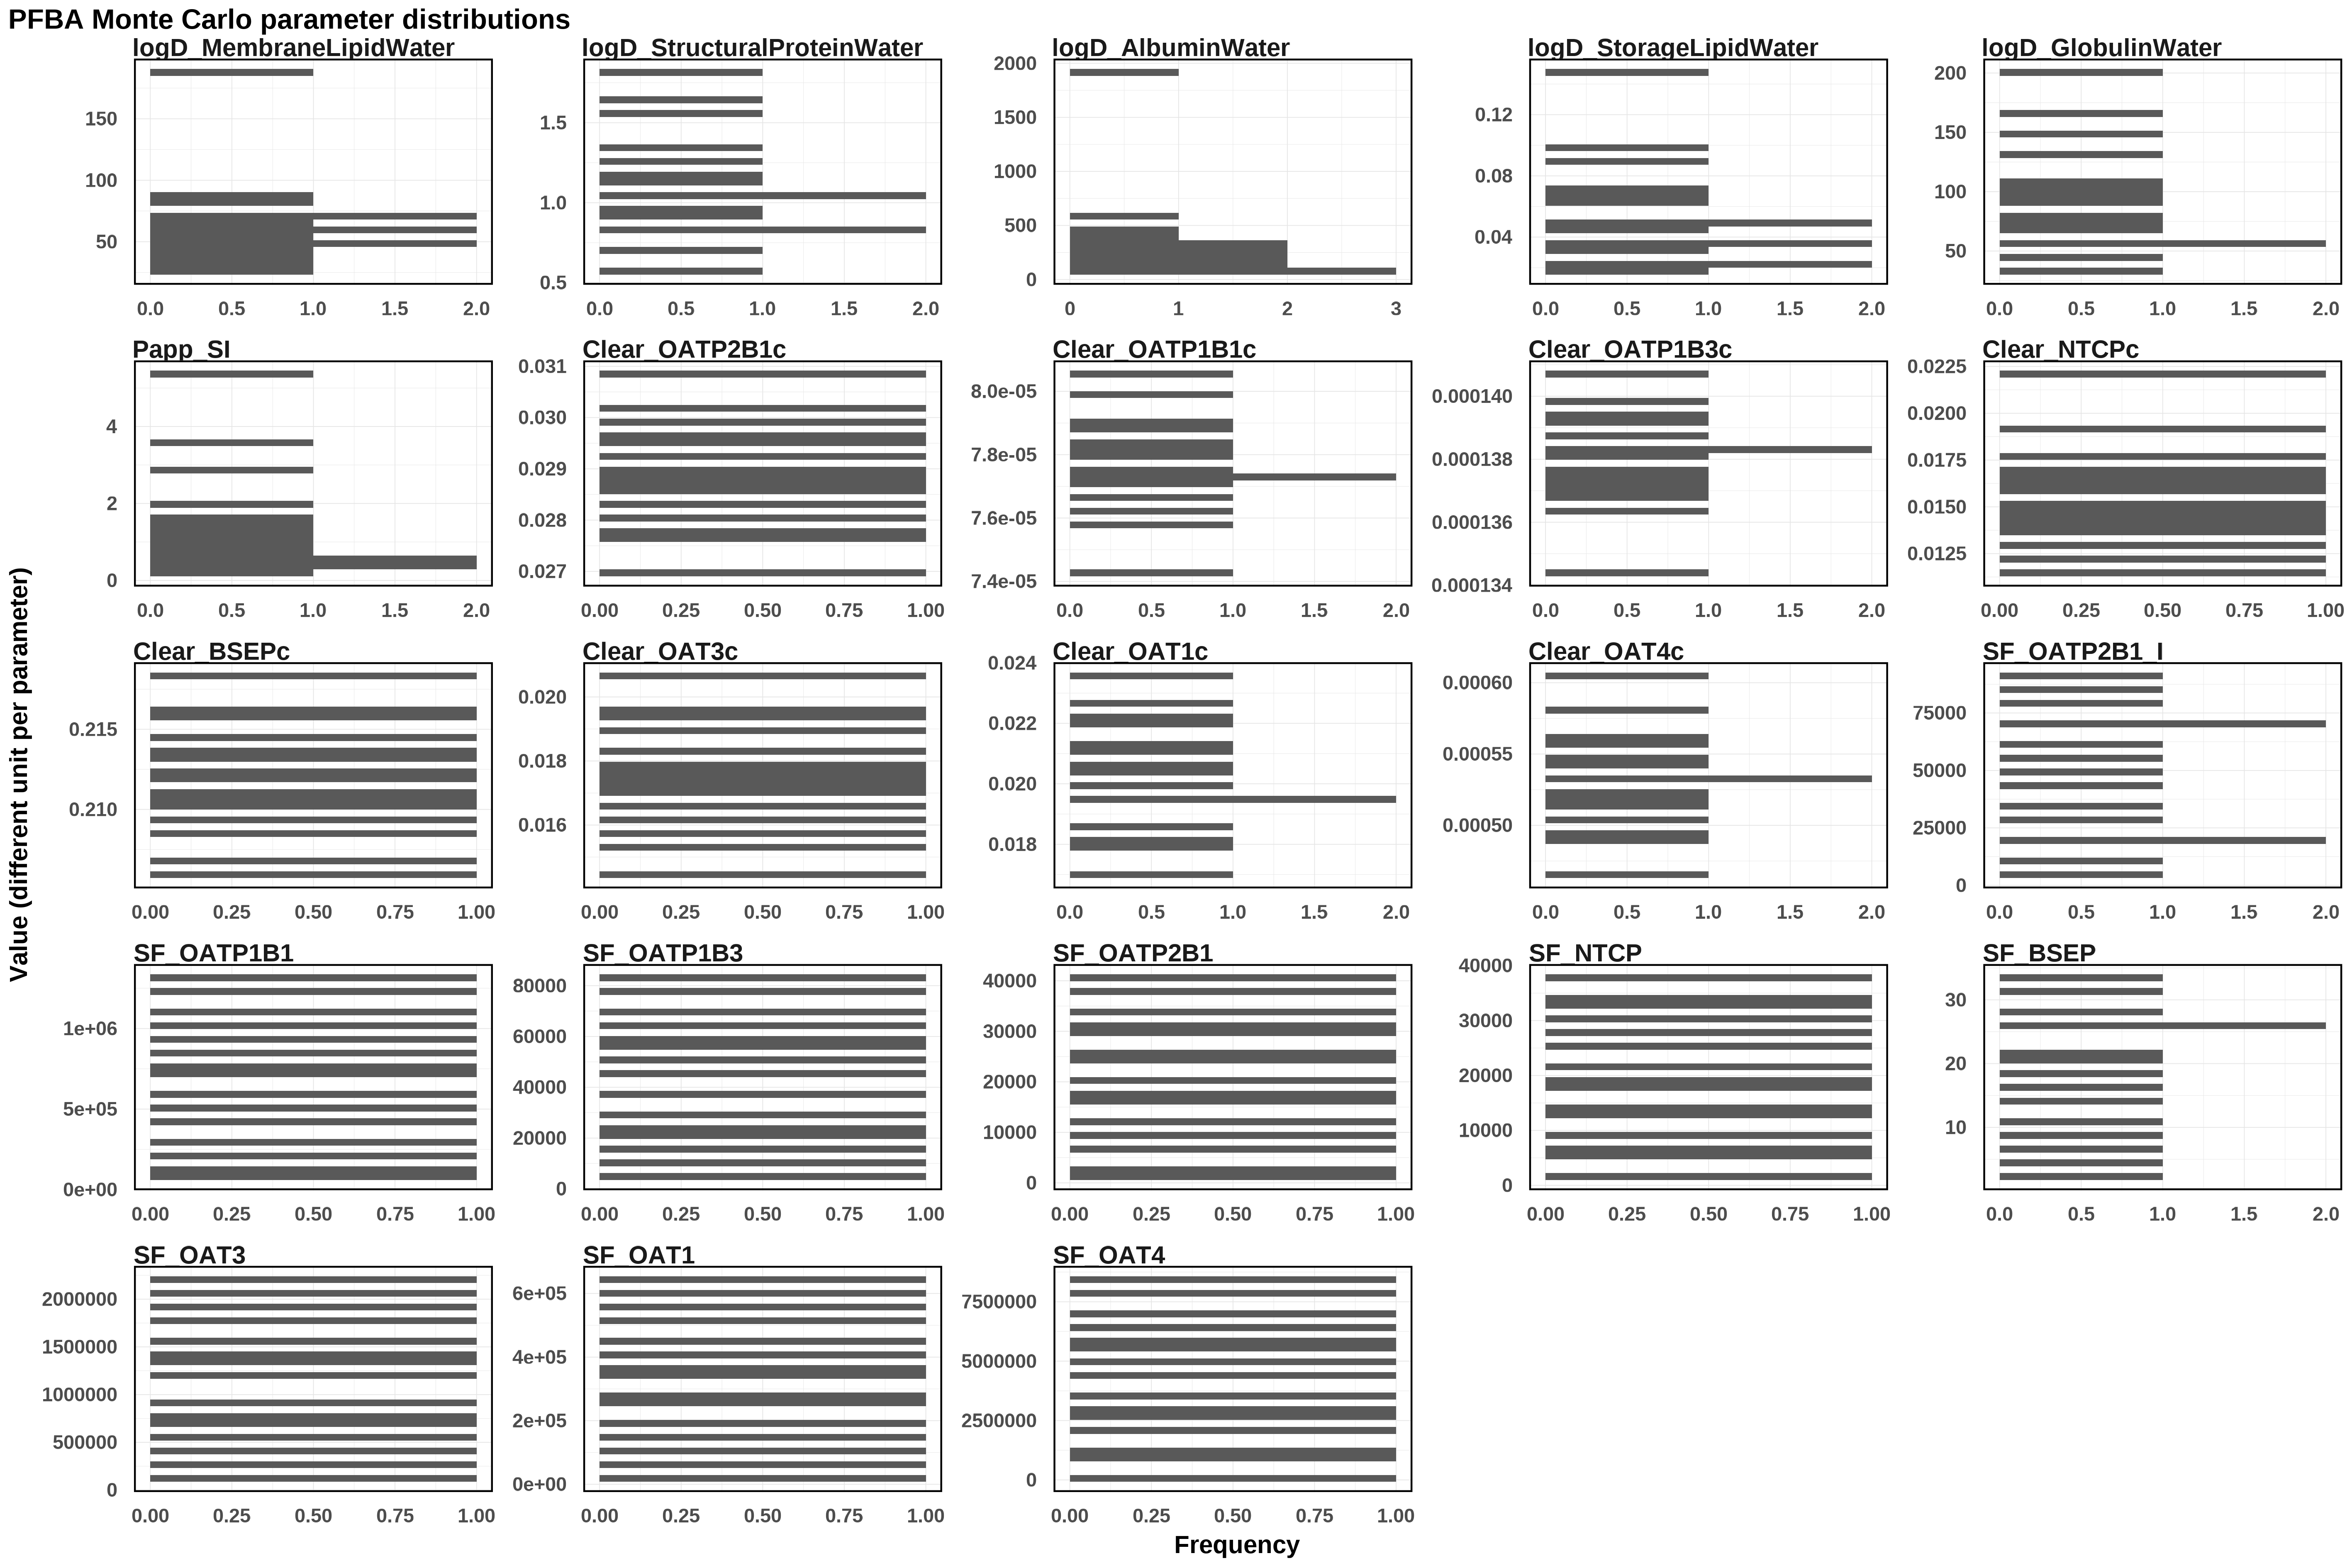 PFBA Monte Carlo parameter distributions
logD_MembraneLipidWater logD_StructuralProteinWater logD_AlbuminWater logD_StorageLipidWater logD_GlobulinWater
150 100 50
1.5 1.0 0.5
2000 1500 1000 500 0
0.12 0.08 0.04
200 150 100 50
0.0 0.5 1.0 1.5 2.0 0.0 0.5 1.0 1.5 2.0 0 1 2 3 0.0 0.5 1.0 1.5 2.0 0.0 0.5 1.0 1.5 2.0
Papp_SI Clear_OATP2B1c Clear_OATP1B1c Clear_OATP1B3c Clear_NTCPc
4 2 0
0.031 0.030 0.029 0.028 0.027
8.0e-05 7.8e-05 7.6e-05 7.4e-05
0.000140 0.000138 0.000136 0.000134
0.0225 0.0200 0.0175 0.0150 0.0125
0.0 0.5 1.0 1.5 2.0 0.00 0.25 0.50 0.75 1.00 0.0 0.5 1.0 1.5 2.0 0.0 0.5 1.0 1.5 2.0 0.00 0.25 0.50 0.75 1.00
Value (different unit per parameter)
Clear_BSEPc Clear_OAT3c Clear_OAT1c Clear_OAT4c SF_OATP2B1_I
0.215 0.210
0.020 0.018 0.016
0.024 0.022 0.020 0.018
0.00060 0.00055 0.00050
75000 50000 25000 0
0.00 0.25 0.50 0.75 1.00 0.00 0.25 0.50 0.75 1.00 0.0 0.5 1.0 1.5 2.0 0.0 0.5 1.0 1.5 2.0 0.0 0.5 1.0 1.5 2.0
SF_OATP1B1 SF_OATP1B3 SF_OATP2B1 SF_NTCP SF_BSEP
1e+06 5e+05 0e+00
80000 60000 40000 20000 0
40000 30000 20000 10000 0
40000 30000 20000 10000 0
30 20 10
0.00 0.25 0.50 0.75 1.00 0.00 0.25 0.50 0.75 1.00 0.00 0.25 0.50 0.75 1.00 0.00 0.25 0.50 0.75 1.00 0.0 0.5 1.0 1.5 2.0
SF_OAT3 SF_OAT1 SF_OAT4
2000000 1500000 1000000 500000 0
6e+05 4e+05 2e+05 0e+00
7500000 5000000 2500000 0
0.00 0.25 0.50 0.75 1.00 0.00 0.25 0.50 0.75 1.00 0.00 0.25 0.50 0.75 1.00
Frequency